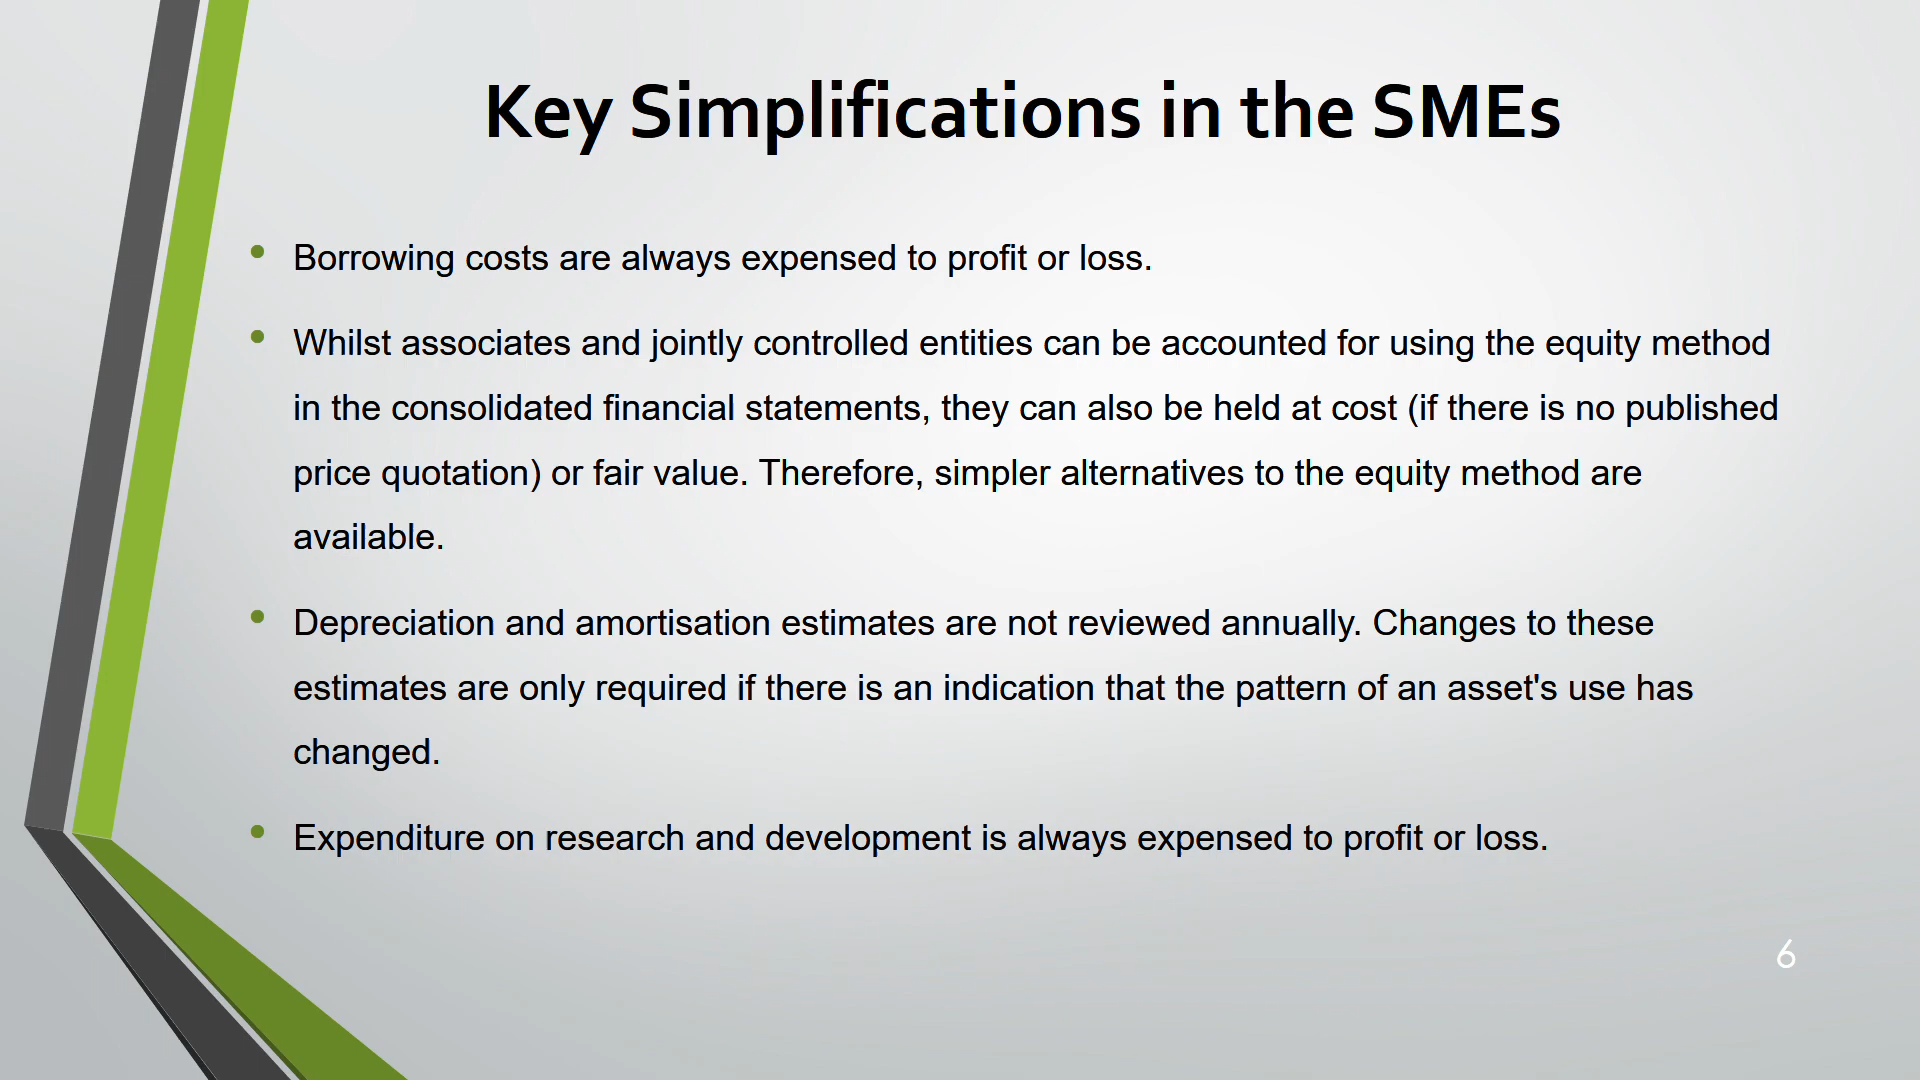 Key Simplifications in the SMEs
• Borrowing costs are always expensed to profit or loss.
• Whilst associates and jointly controlled entities can be accounted for using the equity method
in the consolidated financial statements, they can also be held at cost (if there is no published
price quotation) or fair value. Therefore, simpler alternatives to the equity method are
available.
• Depreciation and amortisation estimates are not reviewed annually. Changes to these
estimates are only required if there is an indication that the pattern of an asset's use has
changed.
• Expenditure on research and development is always expensed to profit or loss.
6